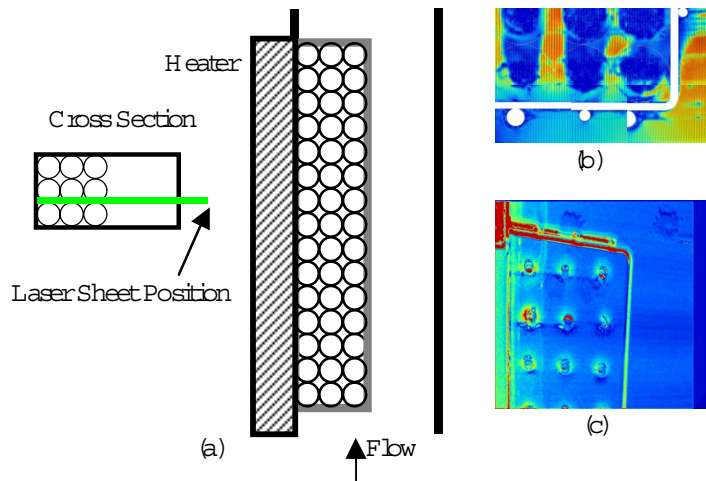 Heater
Cross Section
Laser Sheet Position
(a)
Flow
(b)
(c)